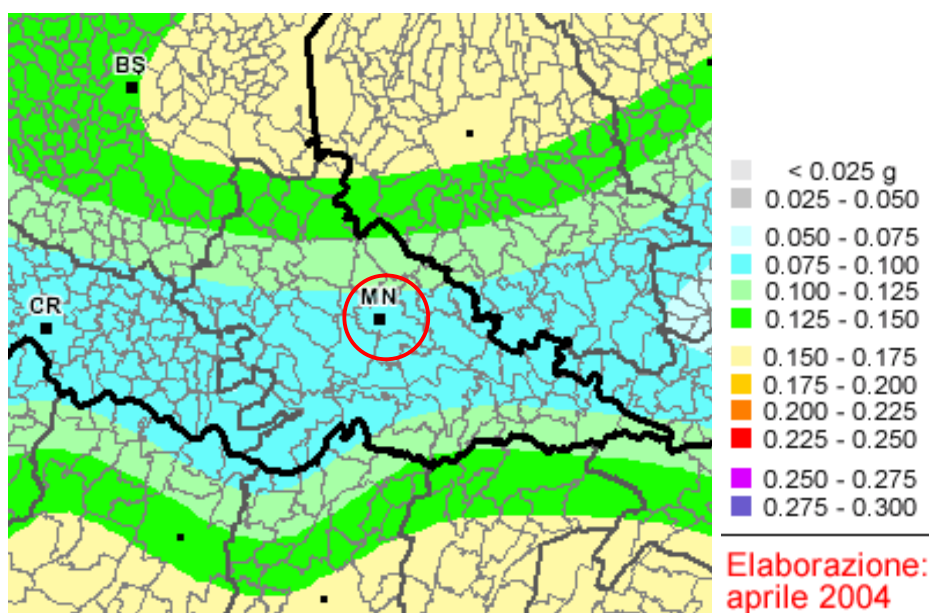 BS
CR
MN
< 0.025 g
0.025 - 0.050
0.050 - 0.075
0.075 - 0.100
0.100 - 0.125
0.125 - 0.150
0.150 - 0.175
0.175 - 0.200
0.200 - 0.225
0.225 - 0.250
0.250 - 0.275
0.275 - 0.300
Elaborazione:
aprile 2004